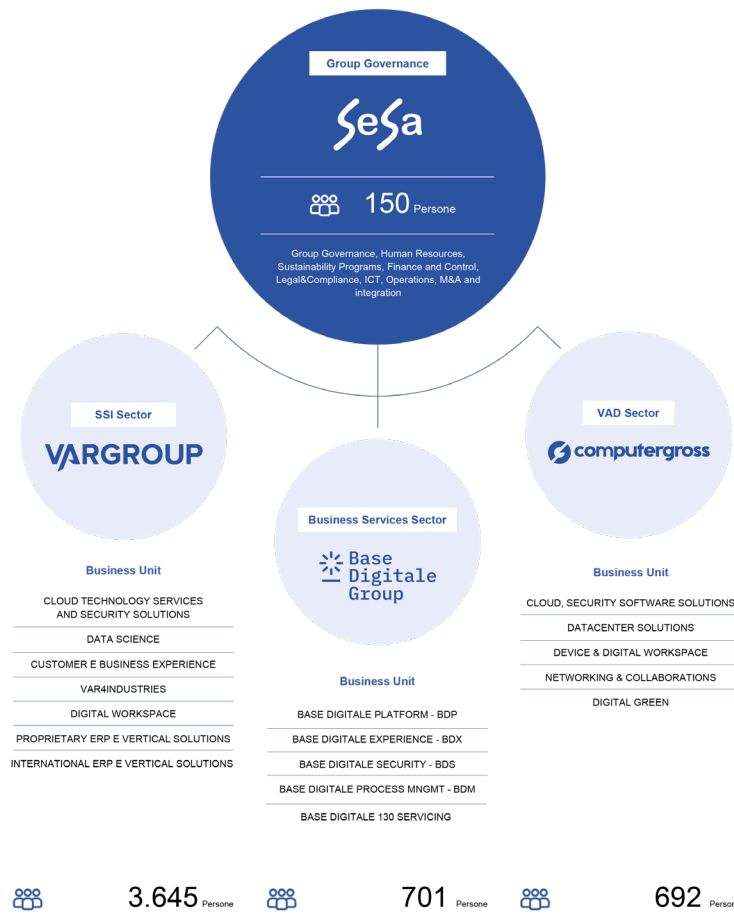 Group Governance
SeSa
150 Persone
Group Governance, Human Resources,
Sustainability Programs, Finance and Control,
Legal&Compliance, ICT, Operations, M&A and
integration
SSI Sector
VARGROUP
Business Unit
CLOUD TECHNOLOGY SERVICES
AND SECURITY SOLUTIONS
DATA SCIENCE
CUSTOMER E BUSINESS EXPERIENCE
VAR4INDUSTRIES
DIGITAL WORKSPACE
PROPRIETARY ERP E VERTICAL SOLUTIONS
INTERNATIONAL ERP E VERTICAL SOLUTIONS
3.645 Persone
Business Services Sector
Base
Digitale
Group
Business Unit
BASE DIGITALE PLATFORM - BDP
BASE DIGITALE EXPERIENCE - BDX
BASE DIGITALE SECURITY - BDS
BASE DIGITALE PROCESS MNGMT - BDM
BASE DIGITALE 130 SERVICING
701 Persone
VAD Sector
computergross
Business Unit
CLOUD, SECURITY SOFTWARE SOLUTIONS
DATACENTER SOLUTIONS
DEVICE & DIGITAL WORKSPACE
NETWORKING & COLLABORATIONS
DIGITAL GREEN
692